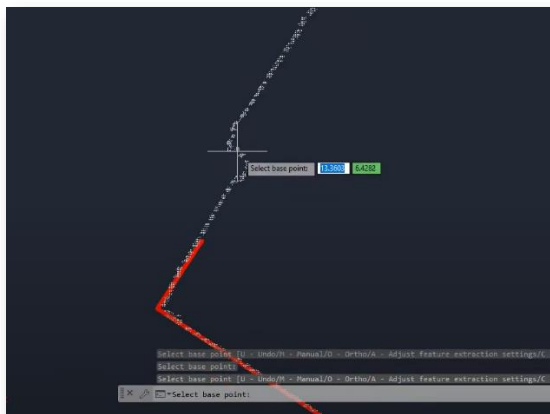 Select base point: 13.3603 6.4282
Select base point [U - Undo/M - Manual/O - Ortho/A - Adjust feature extraction settings/C
Select base point:
Select base point [U - Undo/M - Manual/O - Ortho/A - Adjust feature extraction settings/C
Select base point: